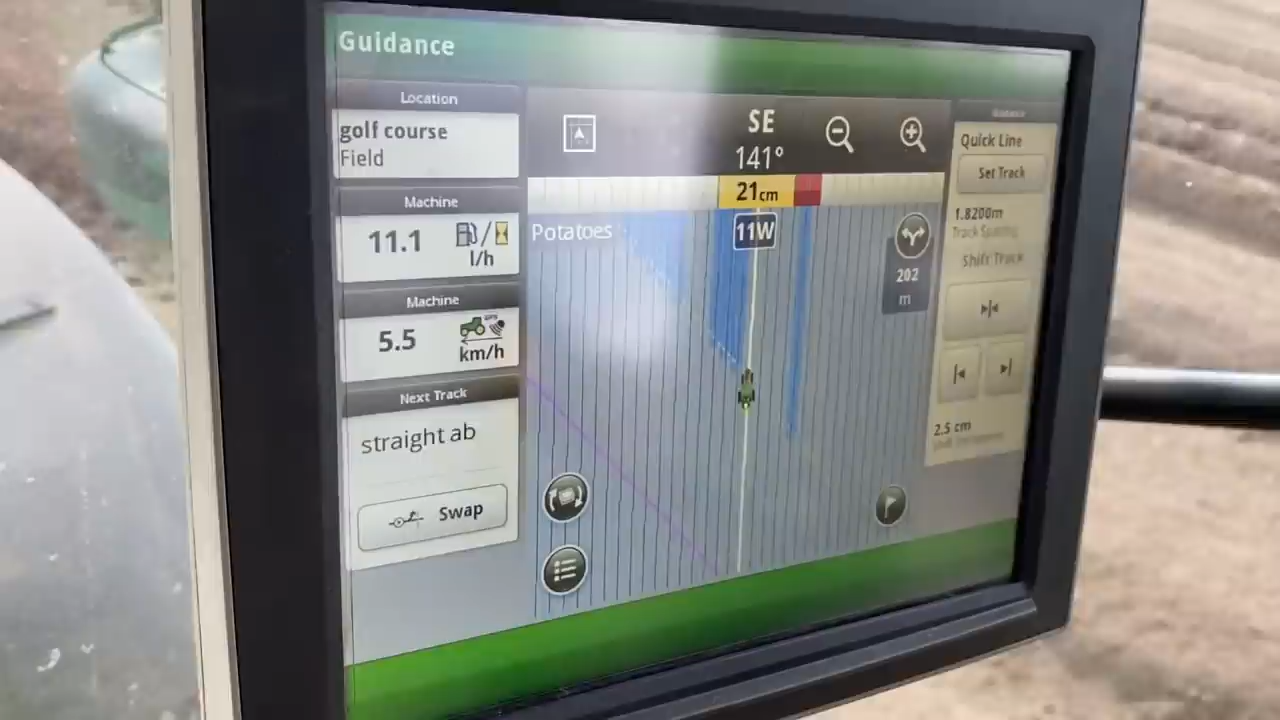 Guidance
Location
golf course
Field
Machine
11.1
l/h
Machine
5.5
km/h
Next Track
straight ab
Swap
SE
141°
21cm
11W
Potatoes
202
m
Guidance
Quick Line
Set Track
1.8200m
Track Spacing
Shift Track
2.5 cm